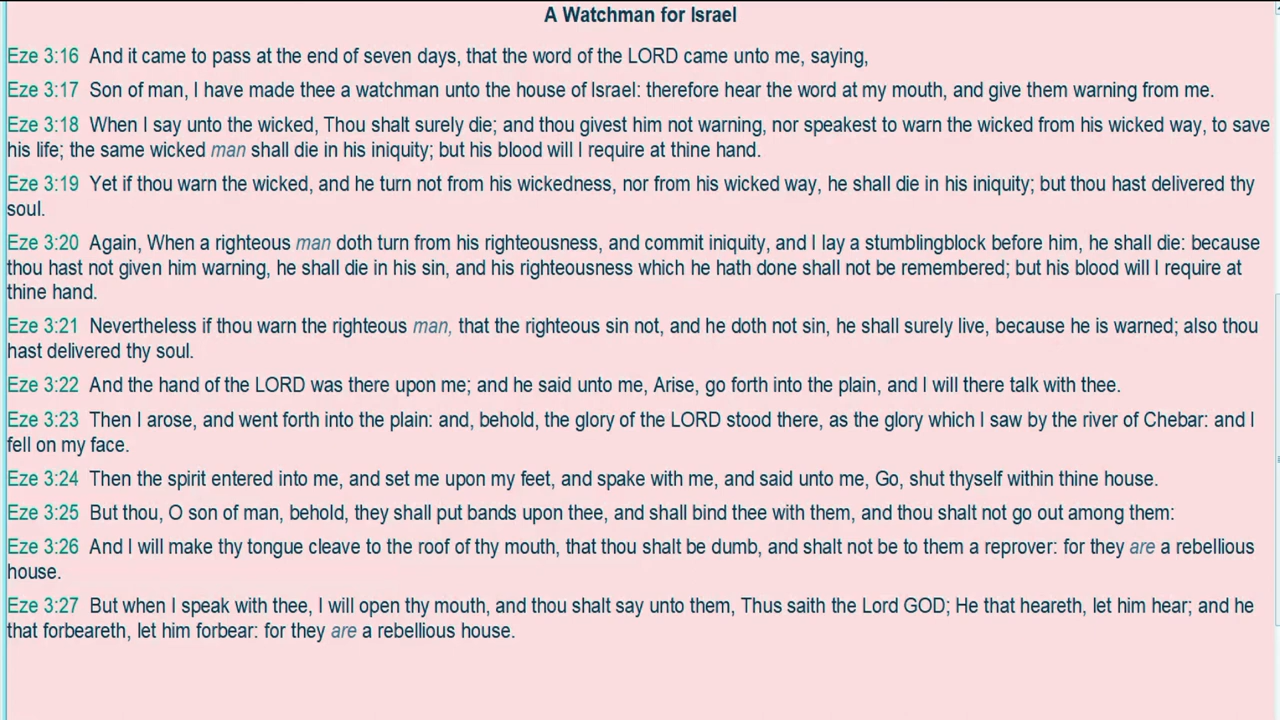 A Watchman for Israel
Eze 3:16 And it came to pass at the end of seven days, that the word of the LORD came unto me, saying,
Eze 3:17 Son of man, I have made thee a watchman unto the house of Israel: therefore hear the word at my mouth, and give them warning from me.
Eze 3:18 When I say unto the wicked, Thou shalt surely die; and thou givest him not warning, nor speakest to warn the wicked from his wicked way, to save
his life; the same wicked man shall die in his iniquity; but his blood will I require at thine hand.
Eze 3:19 Yet if thou warn the wicked, and he turn not from his wickedness, nor from his wicked way, he shall die in his iniquity; but thou hast delivered thy
soul.
Eze 3:20 Again, When a righteous man doth turn from his righteousness, and commit iniquity, and I lay a stumblingblock before him, he shall die: because
thou hast not given him warning, he shall die in his sin, and his righteousness which he hath done shall not be remembered; but his blood will I require at
thine hand.
Eze 3:21 Nevertheless if thou warn the righteous man, that the righteous sin not, and he doth not sin, he shall surely live, because he is warned; also thou
hast delivered thy soul.
Eze 3:22 And the hand of the LORD was there upon me; and he said unto me, Arise, go forth into the plain, and I will there talk with thee.
Eze 3:23 Then I arose, and went forth into the plain: and, behold, the glory of the LORD stood there, as the glory which I saw by the river of Chebar: and I
fell on my face.
Eze 3:24 Then the spirit entered into me, and set me upon my feet, and spake with me, and said unto me, Go, shut thyself within thine house.
Eze 3:25 But thou, O son of man, behold, they shall put bands upon thee, and shall bind thee with them, and thou shalt not go out among them:
Eze 3:26 And I will make thy tongue cleave to the roof of thy mouth, that thou shalt be dumb, and shalt not be to them a reprover: for they are a rebellious
house.
Eze 3:27 But when I speak with thee, I will open thy mouth, and thou shalt say unto them, Thus saith the Lord GOD; He that heareth, let him hear; and he
that forbeareth, let him forbear: for they are a rebellious house.